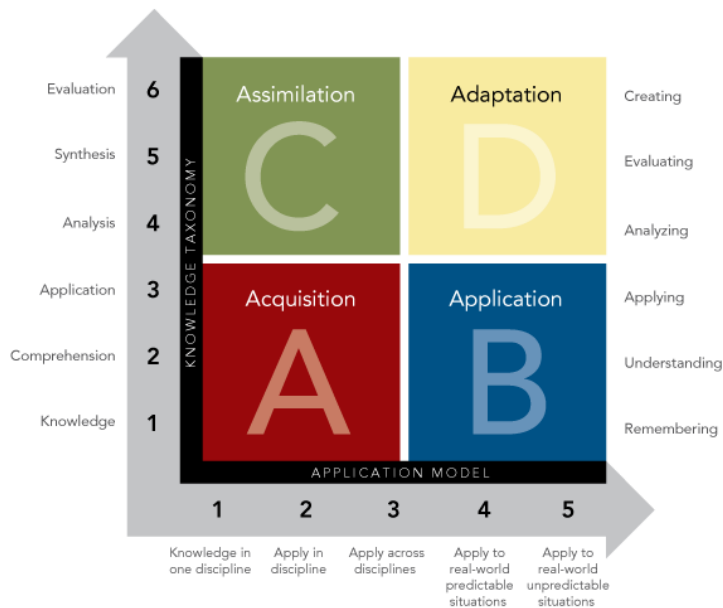 Evaluation 6 Assimilation Adaptation Creating
Synthesis 5 C D Evaluating
Analysis 4 Analyzing
KNOWLEDGE TAXONOMY
Application 3 Acquisition Application Applying
Comprehension 2 A B Understanding
Knowledge 1 Remembering
APPLICATION MODEL
1 2 3 4 5
Knowledge in
one discipline
Apply in
discipline
Apply across
disciplines
Apply to
real-world
predictable
situations
Apply to
real-world
unpredictable
situations